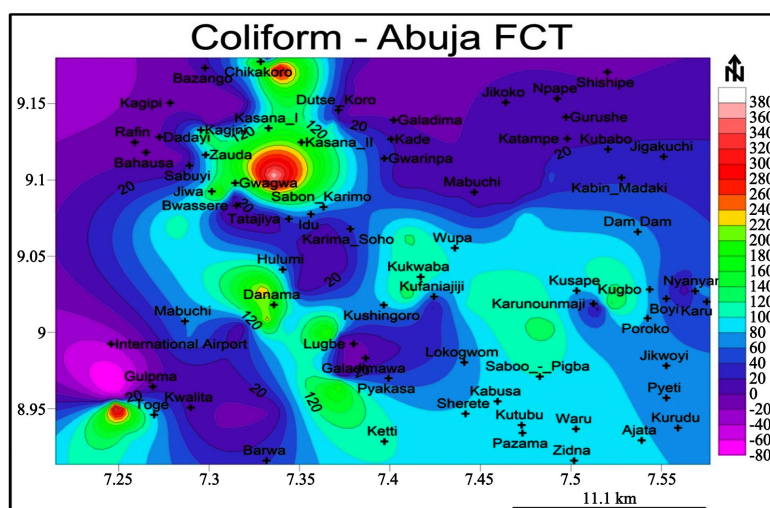 Coliform - Abuja FCT
N
Bazango
Chikakoro
Shishipe
Kagipi
Dutse
Koro
Jikoko
Npape
9.15
Kasana_I
Galadima
Gurushe
Rafin
Dadayi
Kagini
120
120
20
Kasana_II
Kade
Katampe
Kubabo
Bahausa
Zauda
Gwarinpa
20
Jigakuchi
9.1
Sabuyi
Gwagwa
20
Jiwa
Sabon_Karimo
Mabuchi
Kabin_Madaki
Bwassere
20
Tatajiya
Idu
Karima_Soho
Dam Dam
9.05
Wupa
Hulumi
20
Kukwaba
Kufaniajiji
Danama
Kusape
Kugbo
Nyanyan
Karunounmaji
Mabuchi
120
Kushingoro
Boyi
Karu
Poroko
9
International Airport
Lugbe
Galadimawa
20
Lokogwom
Jikwoyi
Gulpma
Pyakasa
Saboo_-_Pigba
20
20
Kwalita
120
Kabusa
Pyeti
8.95
Toge
Sherete
Kutubu
Waru
Kurudu
Ketti
Pazama
Ajata
Barwa
Zidna
7.25
7.3
7.35
7.4
7.45
7.5
7.55
11.1 km
380
360
340
320
300
280
260
240
220
200
180
160
140
120
100
80
60
40
20
0
-20
-40
-60
-80